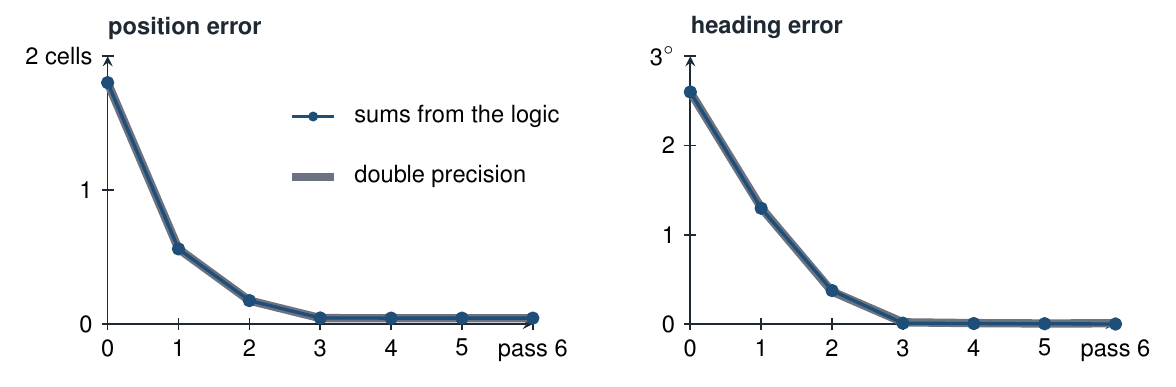 position error
2 cells
1
0
0 1 2 3 4 5 pass 6
sums from the logic
double precision
heading error
3°
2
1
0
0 1 2 3 4 5 pass 6